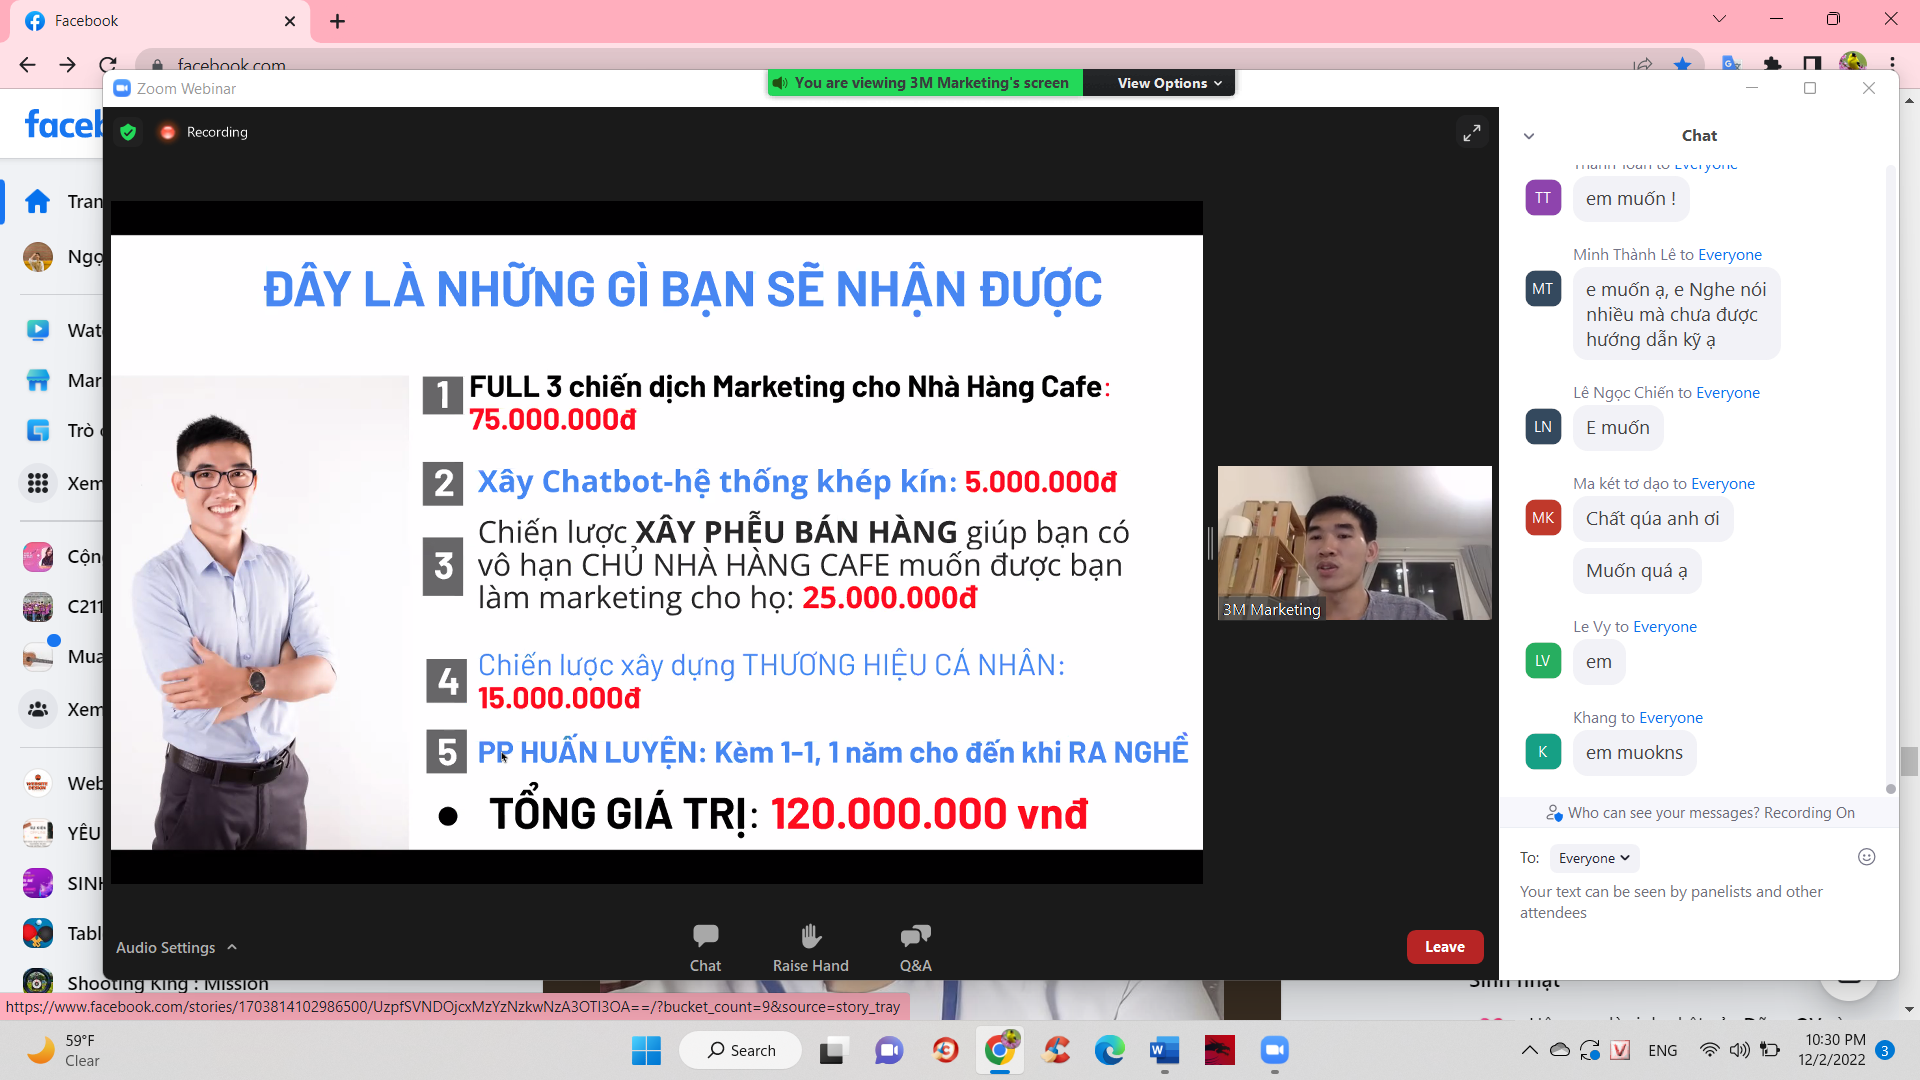 Facebook
facebook.com
Zoom Webinar
You are viewing 3M Marketing's screen
View Options
faceb
Recording
Chat
Tran
Ngọ
Wat
Mar
Trò
Xem
Cộn
C211
Mua
Xem
Web
YÊU
SINH
Tabl
Shooting King : Mission
ĐÂY LÀ NHỮNG GÌ BẠN SẼ NHẬN ĐƯỢC
1 FULL 3 chiến dịch Marketing cho Nhà Hàng Cafe:
75.000.000đ
2 Xây Chatbot-hệ thống khép kín: 5.000.000đ
Chiến lược XÂY PHỄU BÁN HÀNG giúp bạn có
3 vô hạn CHỦ NHÀ HÀNG CAFE muốn được bạn
làm marketing cho họ: 25.000.000đ
4 Chiến lược xây dựng THƯƠNG HIỆU CÁ NHÂN:
15.000.000đ
5 PP HUẤN LUYỆN: Kèm 1-1, 1 năm cho đến khi RA NGHỀ
● TỔNG GIÁ TRỊ: 120.000.000 vnđ
3M Marketing
Thanh Toàn to Everyone
TT
em muốn !
Minh Thành Lê to Everyone
MT
e muốn ạ, e Nghe nói
nhiều mà chưa được
hướng dẫn kỹ ạ
Lê Ngọc Chiến to Everyone
LN
E muốn
Ma két tơ dạo to Everyone
MK
Chất qúa anh ơi
Muốn quá ạ
Le Vy to Everyone
LV
em
Khang to Everyone
K
em muokns
Who can see your messages? Recording On
To: Everyone
Your text can be seen by panelists and other
attendees
Audio Settings
Chat
Raise Hand
Q&A
Leave
Sinh nhật
https://www.facebook.com/stories/1703814102986500/UzpfSVNDOjcxMzYzNzkwNzA3OTI3OA==/?bucket_count=9&source=story_tray
59°F
Clear
Search
ENG
10:30 PM
12/2/2022
3